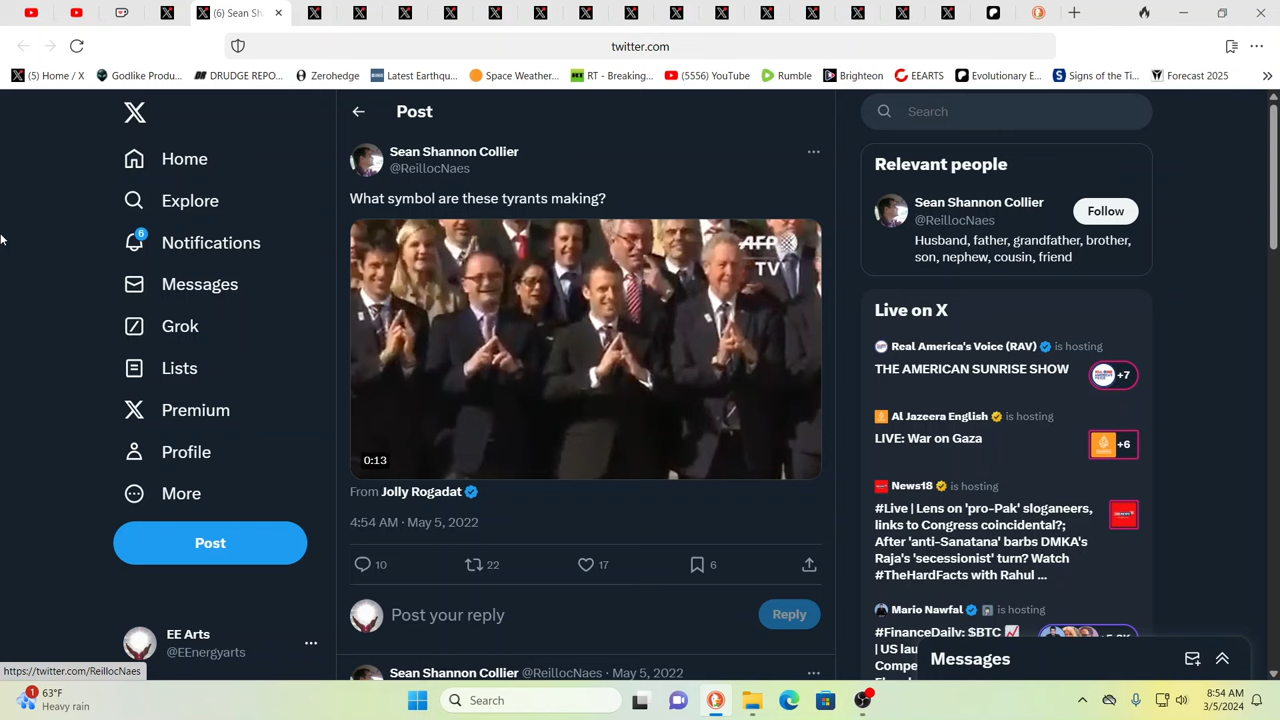 (6) Sean Sh
twitter.com
(5) Home / X
Godlike Produ...
DRUDGE REPO...
Zerohedge
Latest Earthqu...
Space Weather...
RT - Breaking...
(5556) YouTube
Rumble
Brighteon
EEARTS
Evolutionary E...
Signs of the Ti...
Forecast 2025
Home
Explore
6
Notifications
Messages
Grok
Lists
Premium
Profile
More
Post
EE Arts
@EEnergyarts
https://twitter.com/ReillocNaes
Post
Sean Shannon Collier
@ReillocNaes
What symbol are these tyrants making?
AFP
TV
0:13
From Jolly Rogadat
4:54 AM · May 5, 2022
10
22
17
6
Post your reply
Reply
Sean Shannon Collier @ReillocNaes · May 5, 2022
Search
Relevant people
Sean Shannon Collier
@ReillocNaes
Follow
Husband, father, grandfather, brother,
son, nephew, cousin, friend
Live on X
Real America's Voice (RAV) is hosting
THE AMERICAN SUNRISE SHOW
+7
Al Jazeera English is hosting
LIVE: War on Gaza
+6
News18 is hosting
#Live | Lens on 'pro-Pak' sloganeers,
links to Congress coincidental?;
After 'anti-Sanatana' barbs DMKA's
Raja's 'secessionist' turn? Watch
#TheHardFacts with Rahul ...
Mario Nawfal is hosting
#FinanceDaily: $BTC
| US lau
Compe
Messages
1
63°F
Heavy rain
Search
8:54 AM
3/5/2024